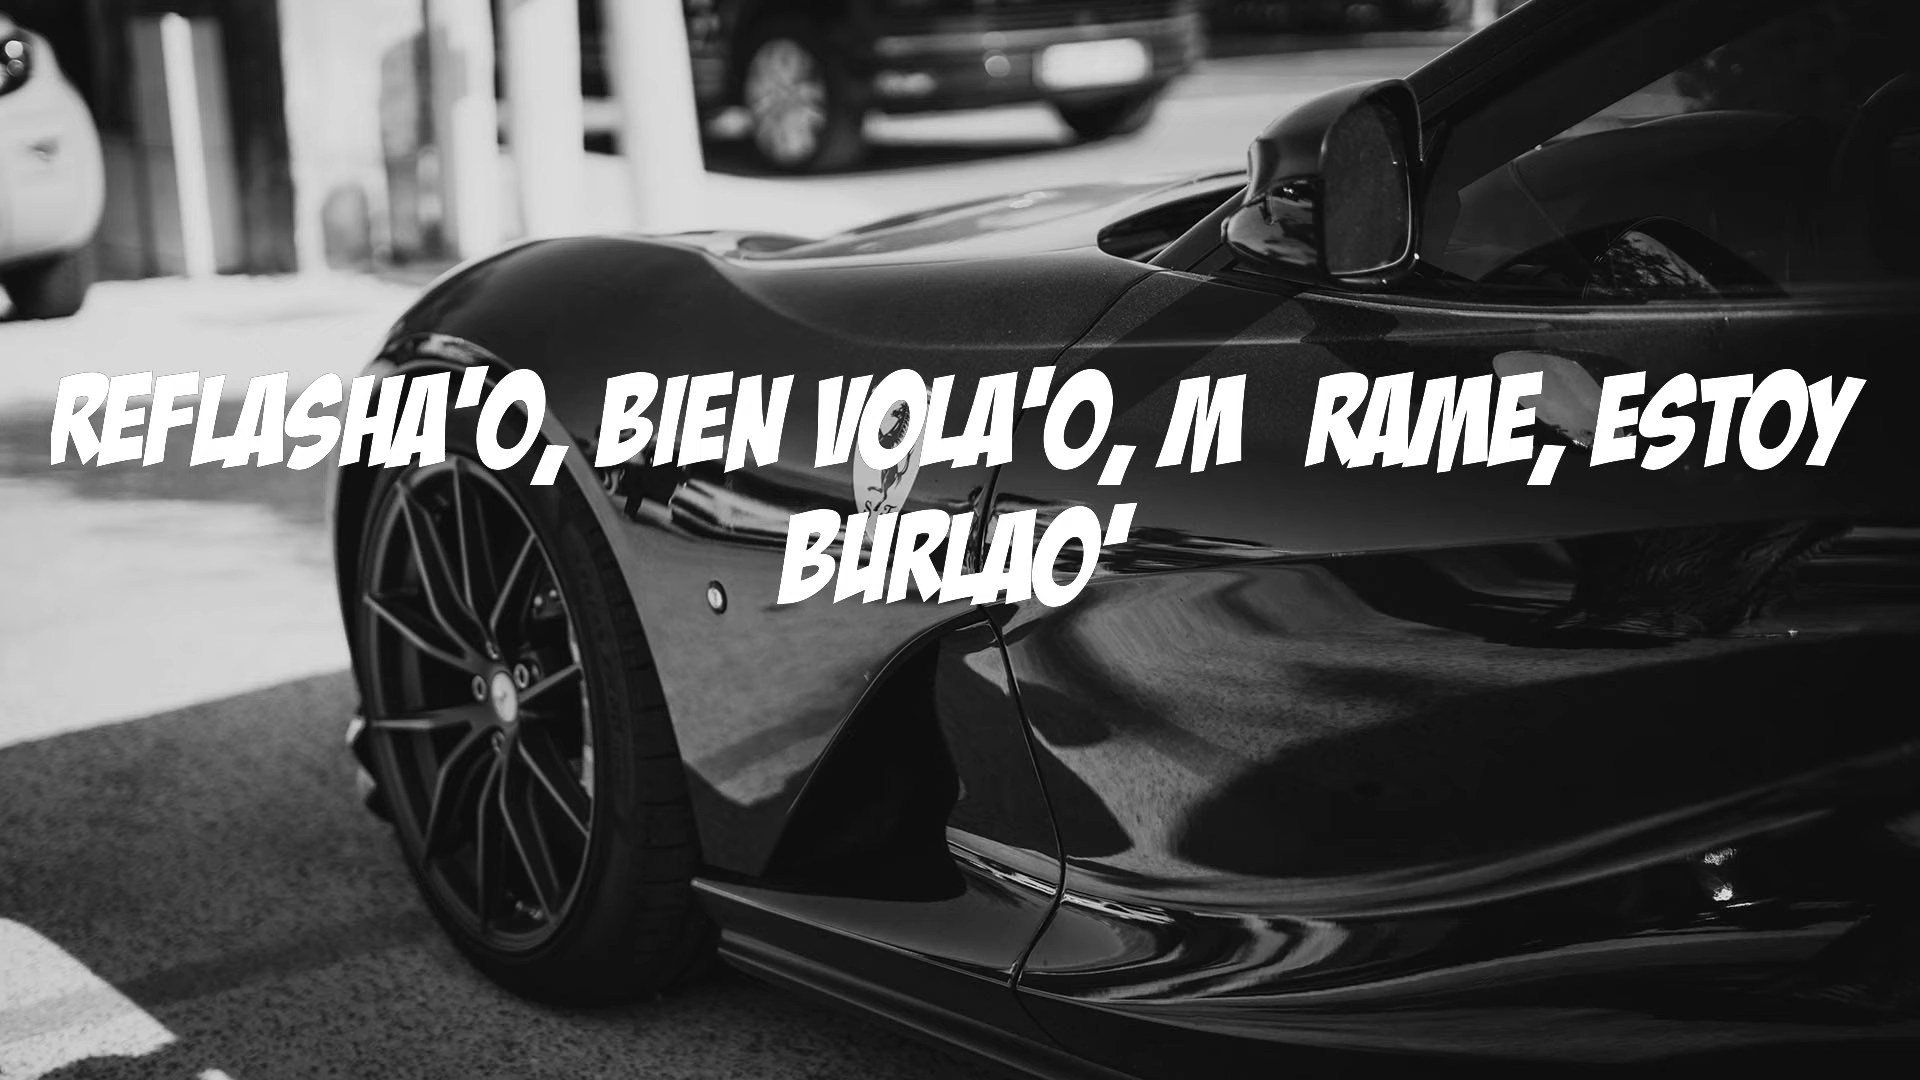 REFLASHA'O, BIEN VOLA'O, M RAME, ESTOY
BURLAO'
S F